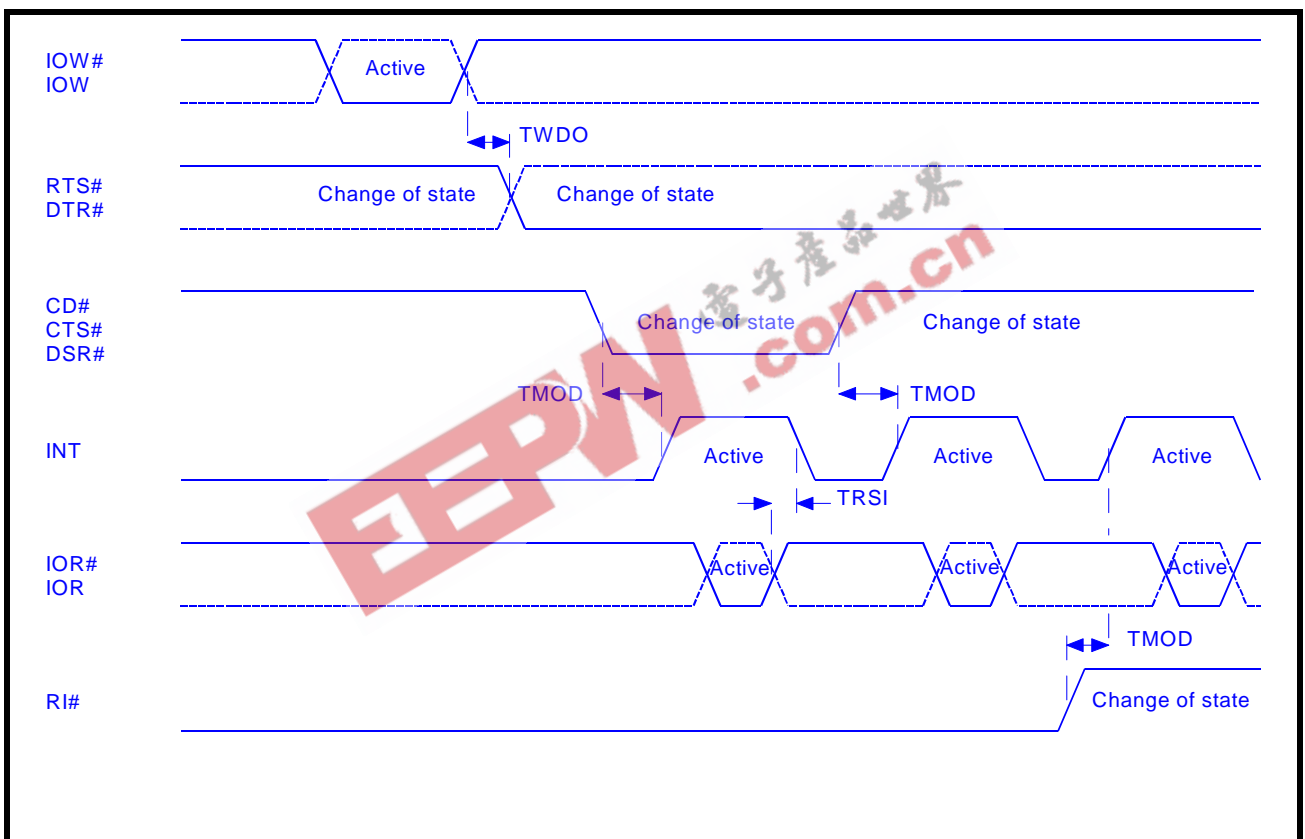 IOW#
IOW
Active
TWDO
RTS#
DTR#
Change of state
Change of state
CD#
CTS#
DSR#
Change of state
Change of state
TMOD
TMOD
INT
Active
Active
Active
TRSI
IOR#
IOR
Active
Active
Active
TMOD
RI#
Change of state
EEPW
電子產品世界
.com.cn